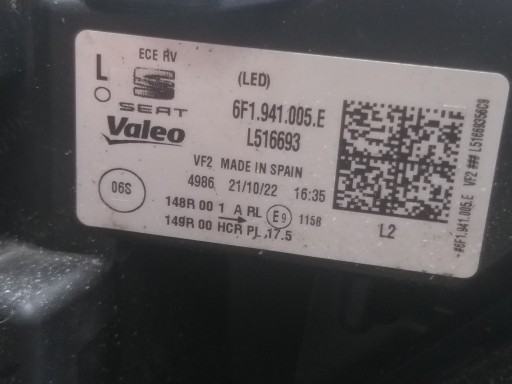 ECE RV
L
(LED)
SEAT
6F1.941.005.E
Valeo
L516693
VF2 MADE IN SPAIN
4986 21/10/22 16:35
06S
148R 00 1 A RL E9 1158
149R 00 HCR PL 17.5
L2
-#6F1.941.005.E VF2 ###